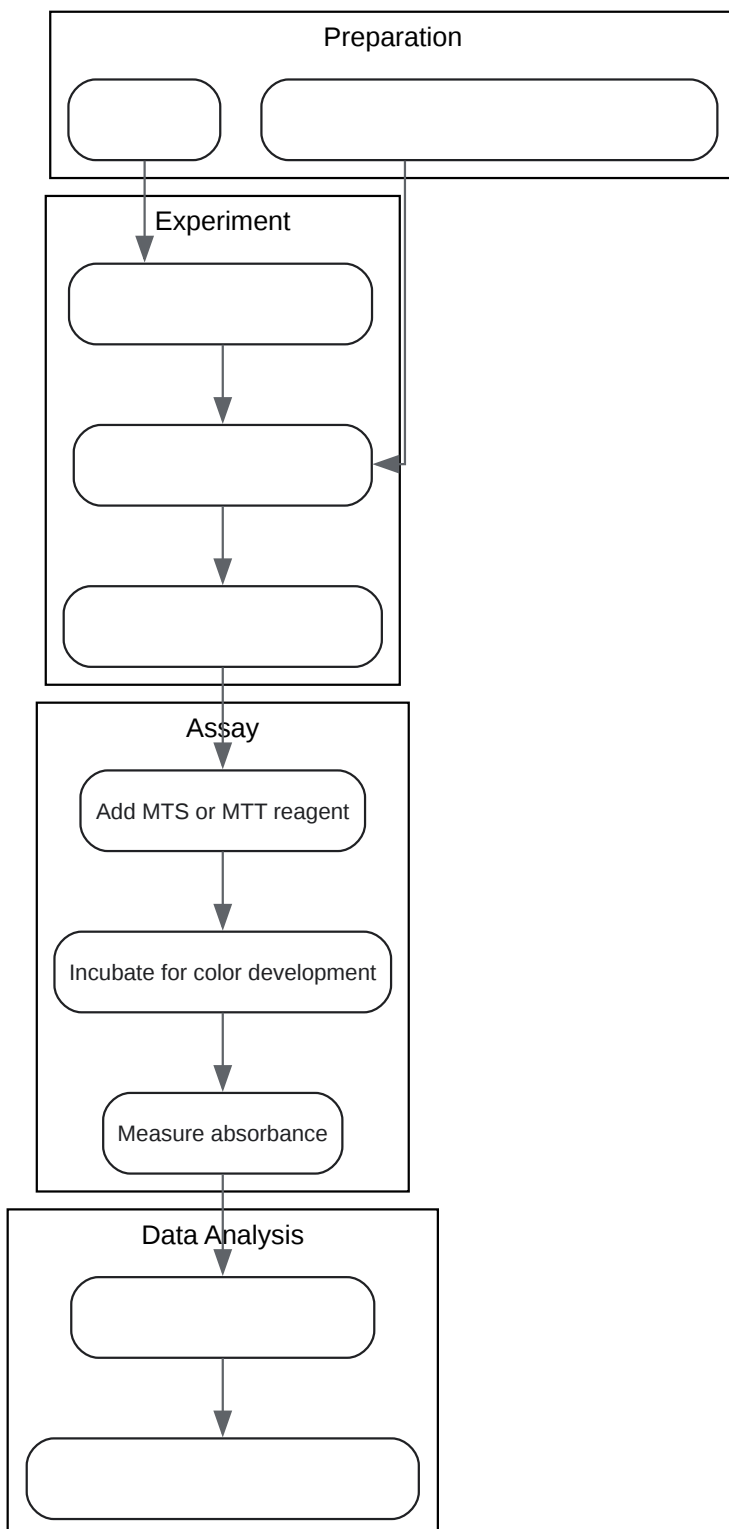 Preparation
Experiment
Assay
Add MTS or MTT reagent
Incubate for color development
Measure absorbance
Data Analysis